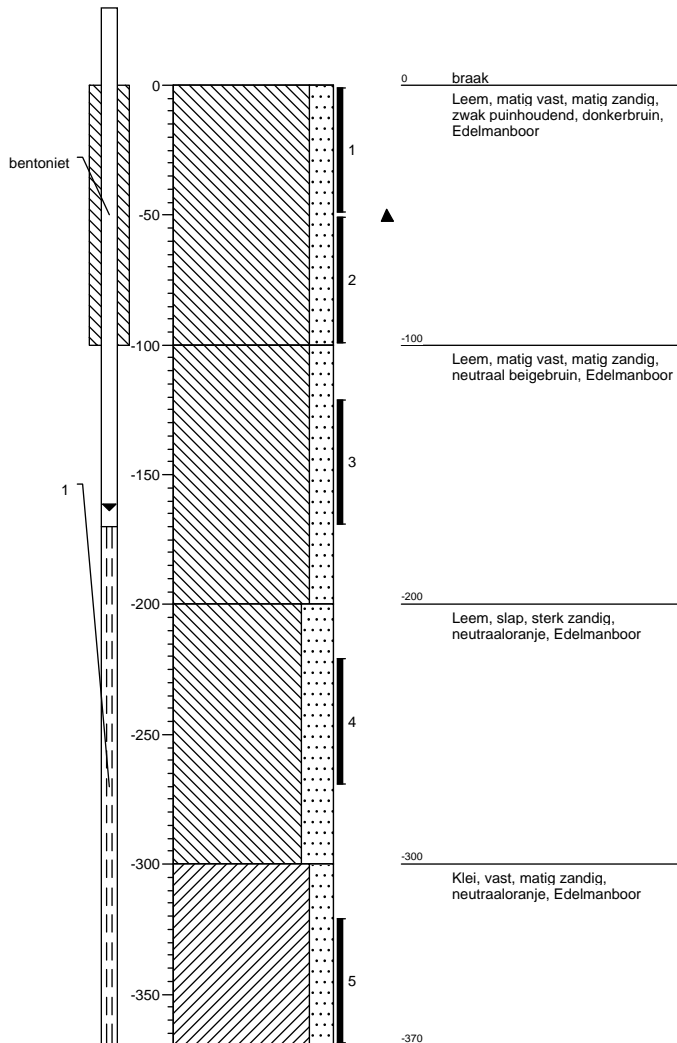 0
braak
Leem, matig vast, matig zandig,
zwak puinhoudend, donkerbruin,
Edelmanboor
1
bentoniet
-50
2
-100
-100
Leem, matig vast, matig zandig,
neutraal beigebruin, Edelmanboor
3
-150
1
-200
-200
Leem, slap, sterk zandig,
neutraaloranje, Edelmanboor
4
-250
-300
-300
Klei, vast, matig zandig,
neutraaloranje, Edelmanboor
5
-350
-370
0